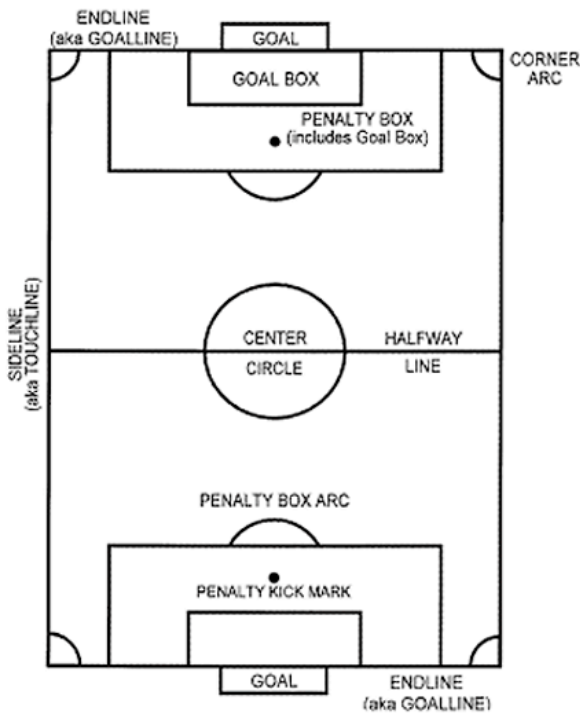 ENDLINE
(aka GOALLINE)
GOAL
CORNER
ARC
GOAL BOX
PENALTY BOX
(includes Goal Box)
SIDELINE
(aka TOUCHLINE)
CENTER
CIRCLE
HALFWAY
LINE
PENALTY BOX ARC
PENALTY KICK MARK
GOAL
ENDLINE
(aka GOALLINE)